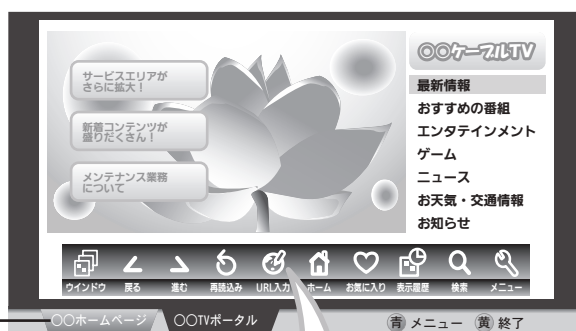 ○○ケーブルTV
サービスエリアが
さらに拡大!
新着コンテンツが
盛りだくさん!
メンテナンス業務
について
最新情報
おすすめの番組
エンタテインメント
ゲーム
ニュース
お天気・交通情報
お知らせ
ウインドウ 戻る 進む 再読込み URL入力 ホーム お気に入り 表示履歴 検索 メニュー
○○ホームページ ○○TVポータル 青 メニュー 黄 終了